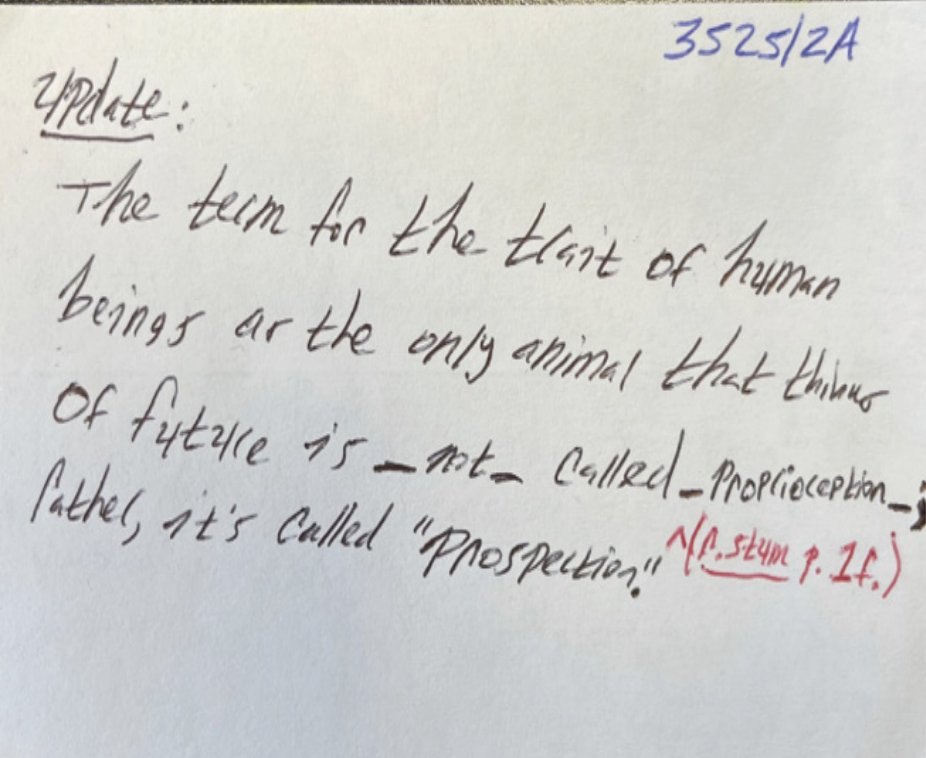 3525/2A
Update:
The term for the trait of human
beings as the only animal that thinks
of future is _not_ called _Proprioception_;
rather, it's called "Prospection."^(r. stum p. 1f.)